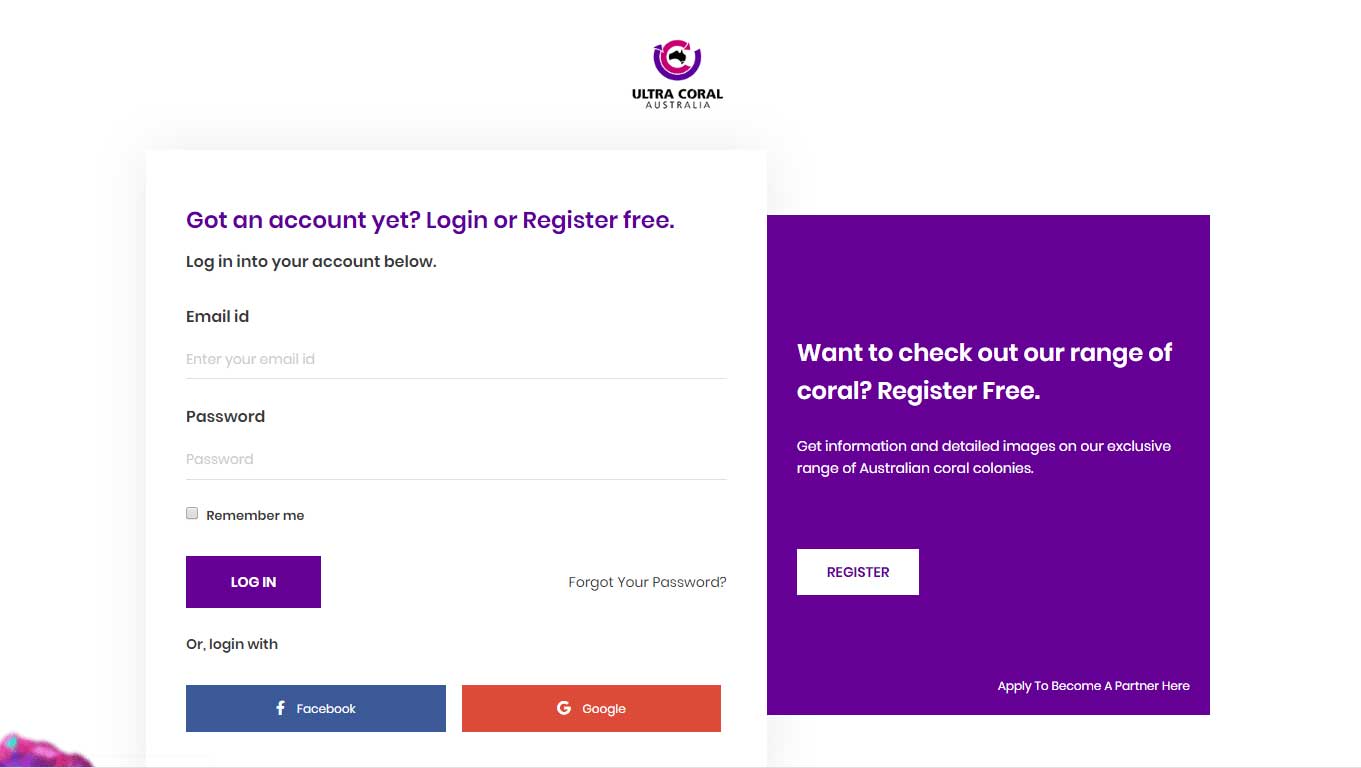 ULTRA CORAL
AUSTRALIA
Got an account yet? Login or Register free.
Log in into your account below.
Email id
Enter your email id
Password
Password
Remember me
LOG IN
Forgot Your Password?
Or, login with
Facebook
Google
Want to check out our range of
coral? Register Free.
Get information and detailed images on our exclusive
range of Australian coral colonies.
REGISTER
Apply To Become A Partner Here